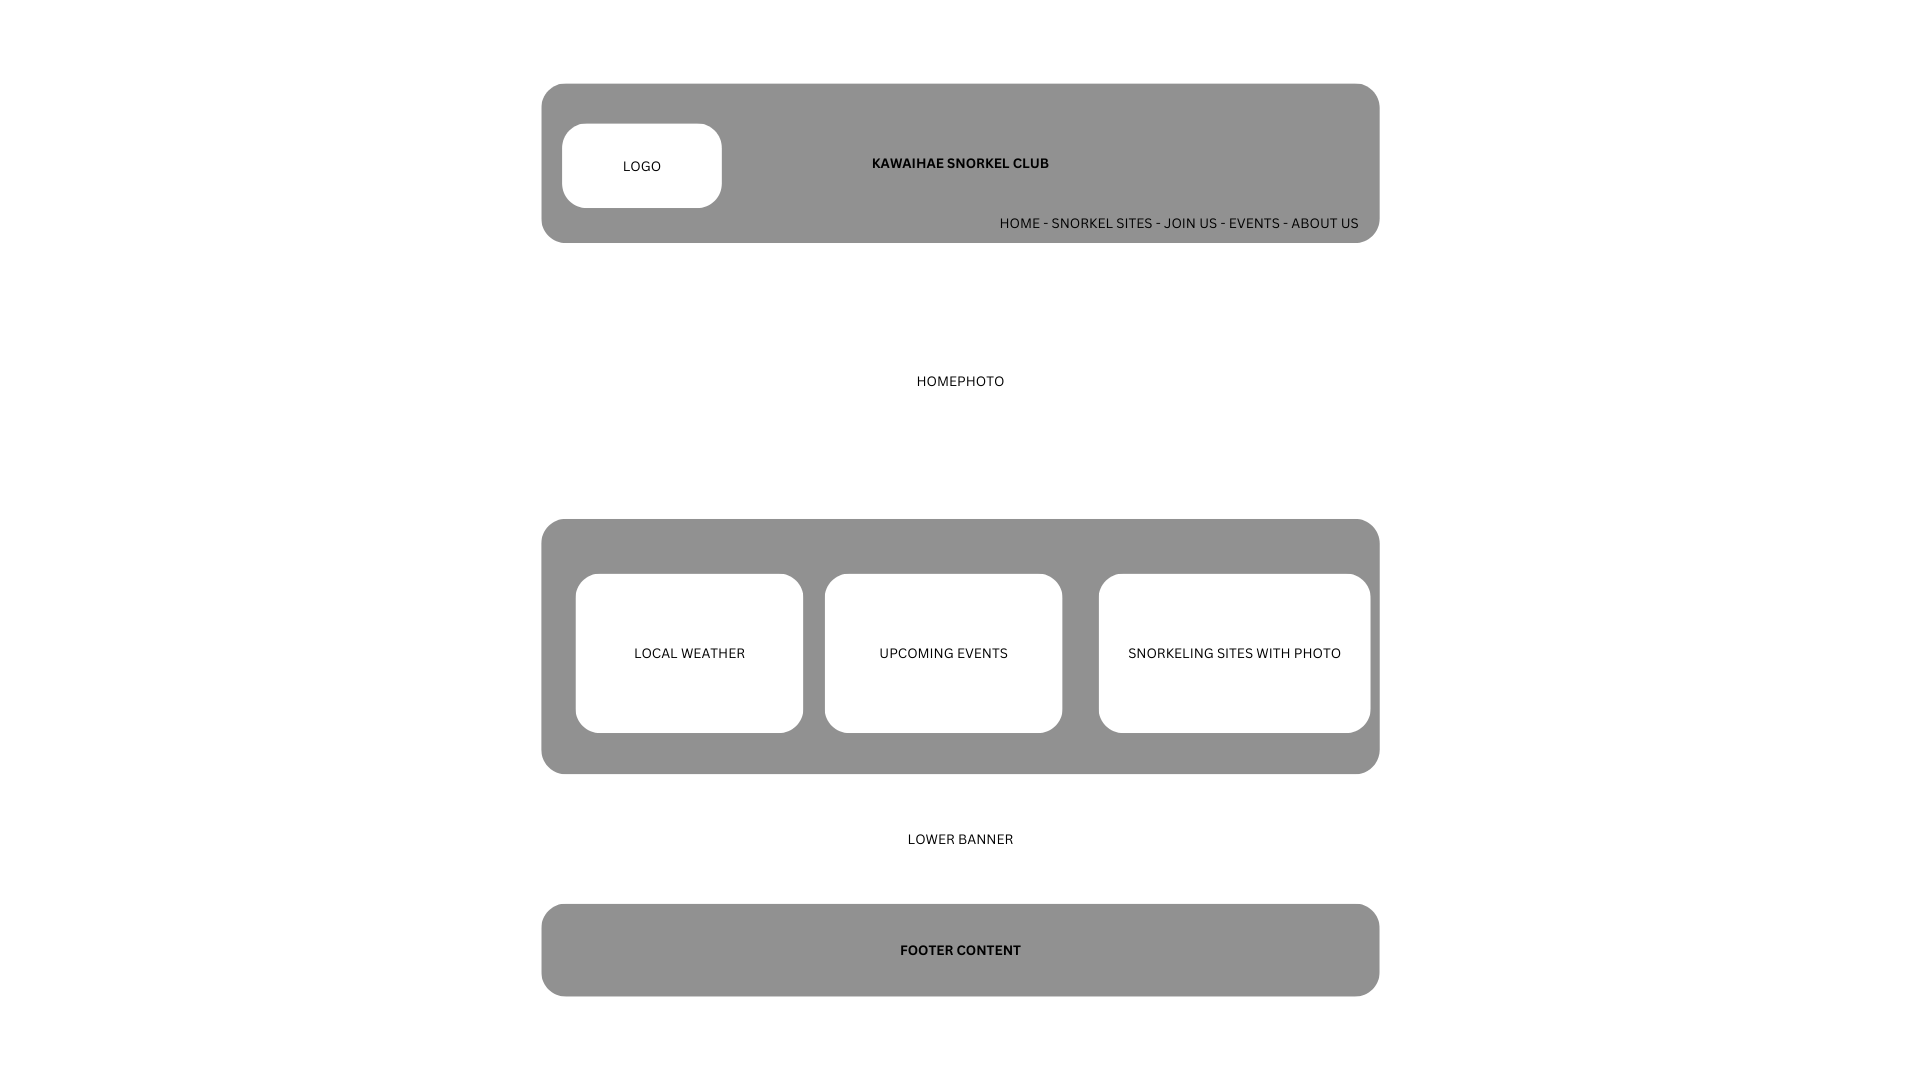 LOGO
KAWAIHAE SNORKEL CLUB
HOME - SNORKEL SITES - JOIN US - EVENTS - ABOUT US
HOMEPHOTO
LOCAL WEATHER
UPCOMING EVENTS
SNORKELING SITES WITH PHOTO
LOWER BANNER
FOOTER CONTENT